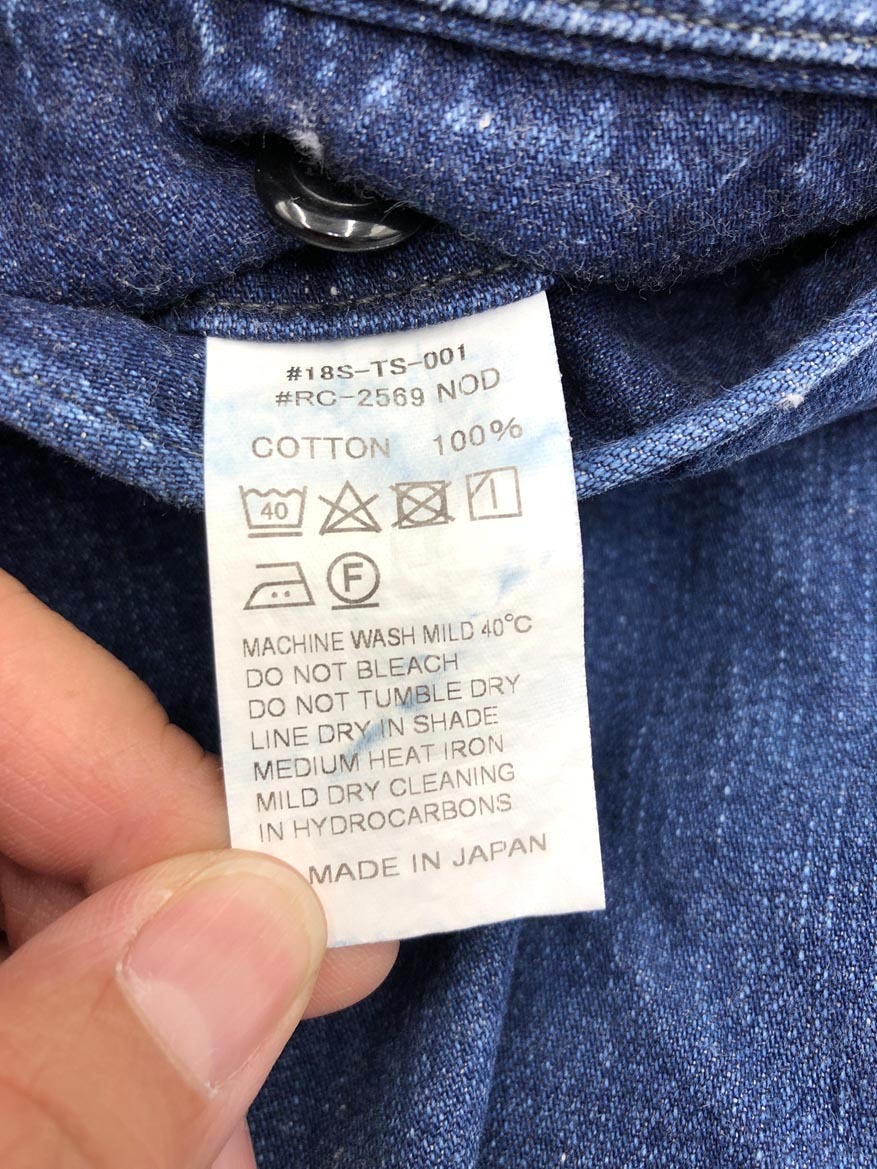 #18S-TS-001
#RC-2569 NOD
COTTON 100%
40
F
MACHINE WASH MILD 40°C
DO NOT BLEACH
DO NOT TUMBLE DRY
LINE DRY IN SHADE
MEDIUM HEAT IRON
MILD DRY CLEANING
IN HYDROCARBONS
MADE IN JAPAN